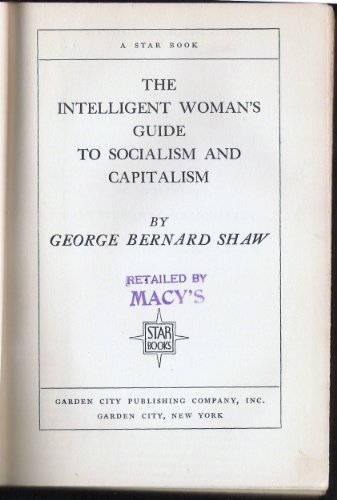 A STAR BOOK
THE
INTELLIGENT WOMAN'S
GUIDE
TO SOCIALISM AND
CAPITALISM
BY
GEORGE BERNARD SHAW
RETAILED BY
MACY'S
STAR
BOOKS
GARDEN CITY PUBLISHING COMPANY, INC.
GARDEN CITY, NEW YORK